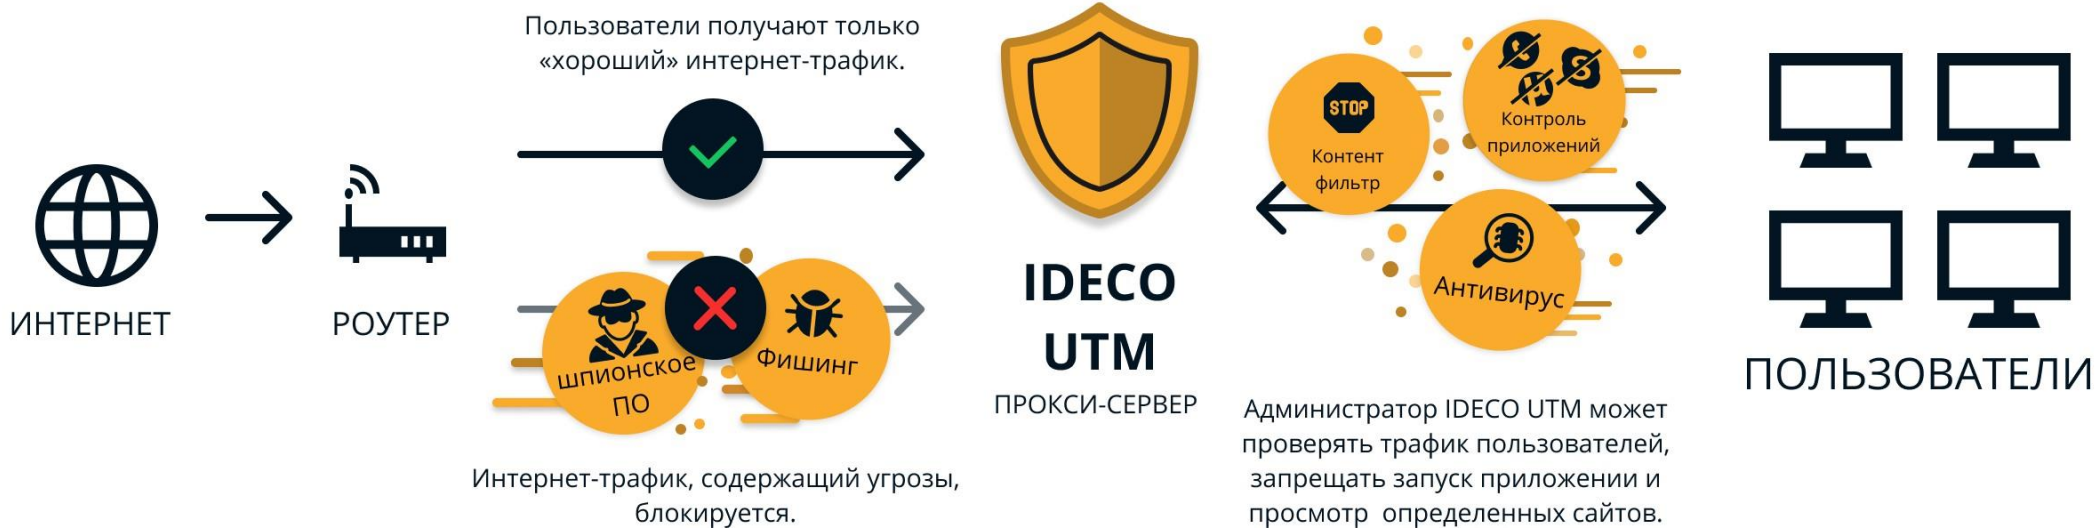 Пользователи получают только
«хороший» интернет-трафик.
ИНТЕРНЕТ
РОУТЕР
шпионское
ПО
Фишинг
Интернет-трафик, содержащий угрозы,
блокируется.
IDECO
UTM
ПРОКСИ-СЕРВЕР
STOP
Контент
фильтр
Контроль
приложений
Антивирус
Администратор IDECO UTM может
проверять трафик пользователей,
запрещать запуск приложении и
просмотр определенных сайтов.
ПОЛЬЗОВАТЕЛИ